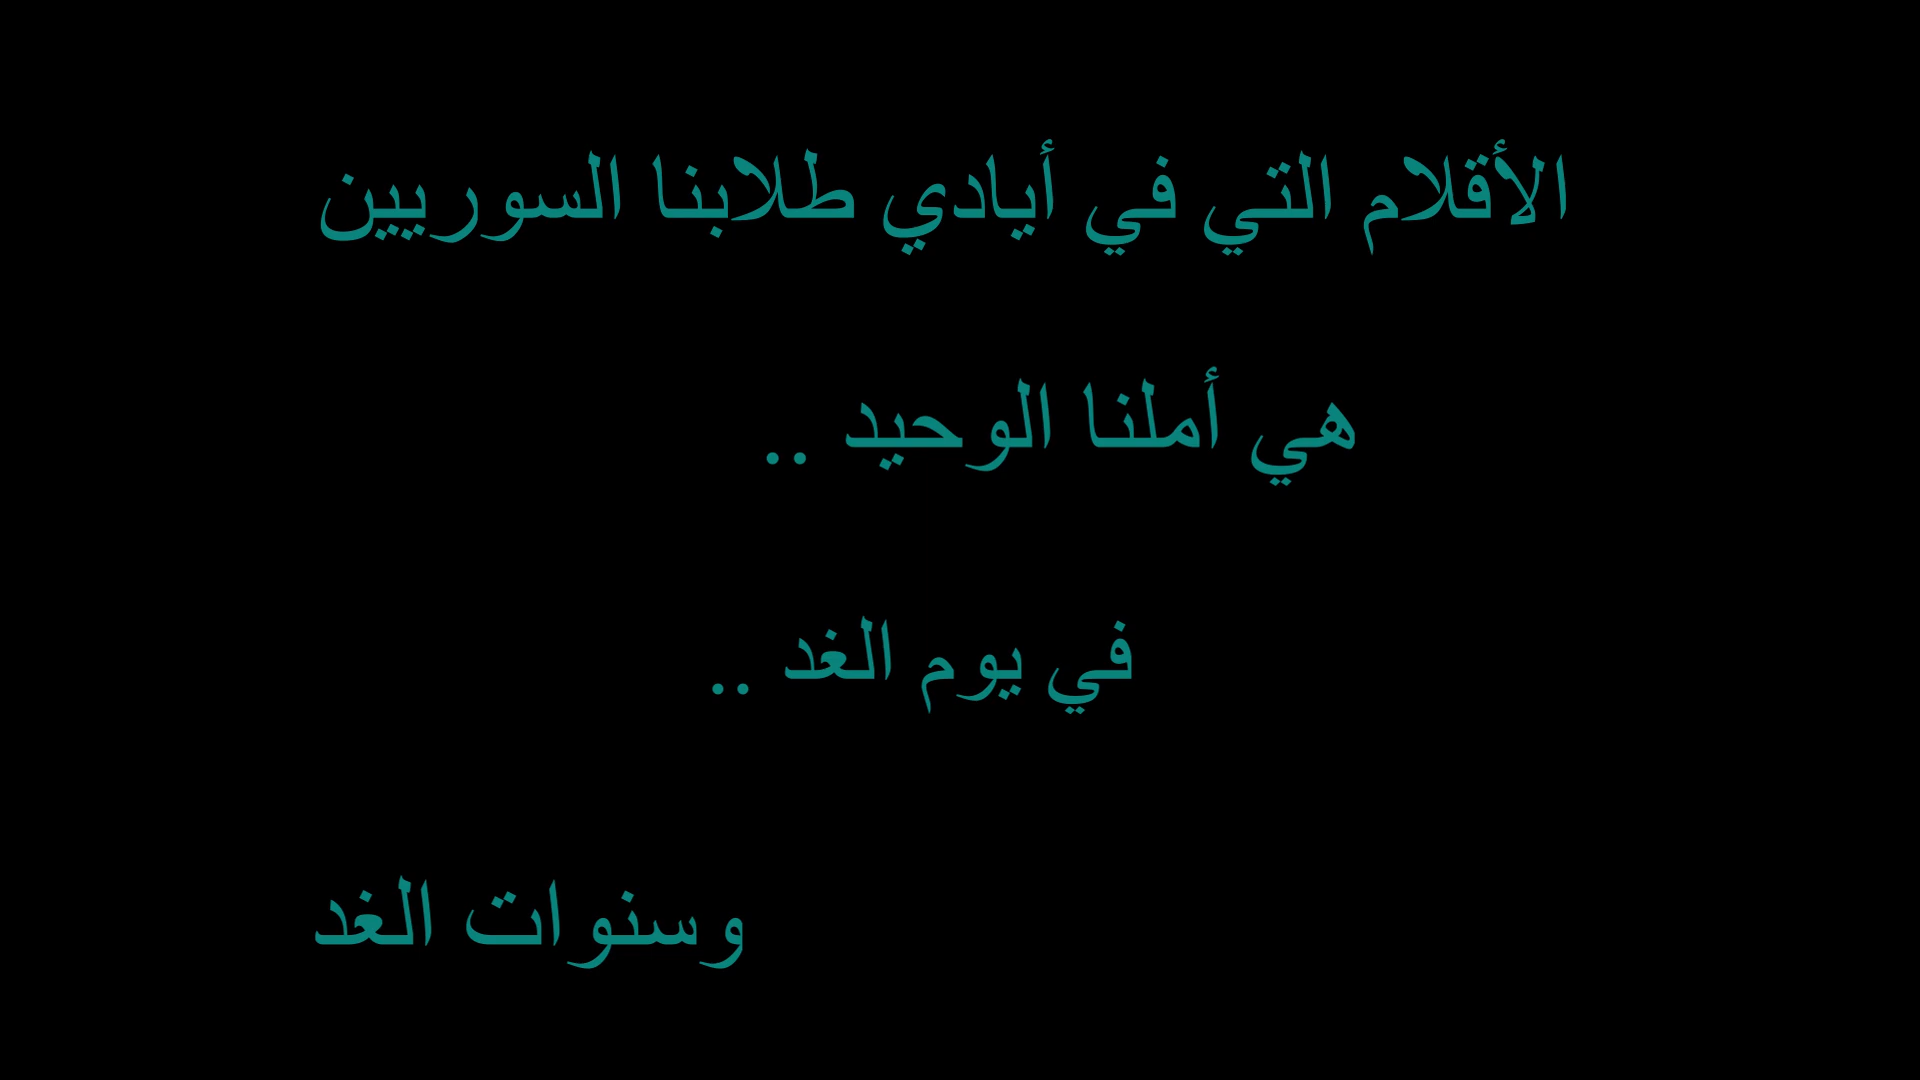 الأقلام التي في أيادي طلابنا السوريين
هي أملنا الوحيد ..
في يوم الغد ..
وسنوات الغد